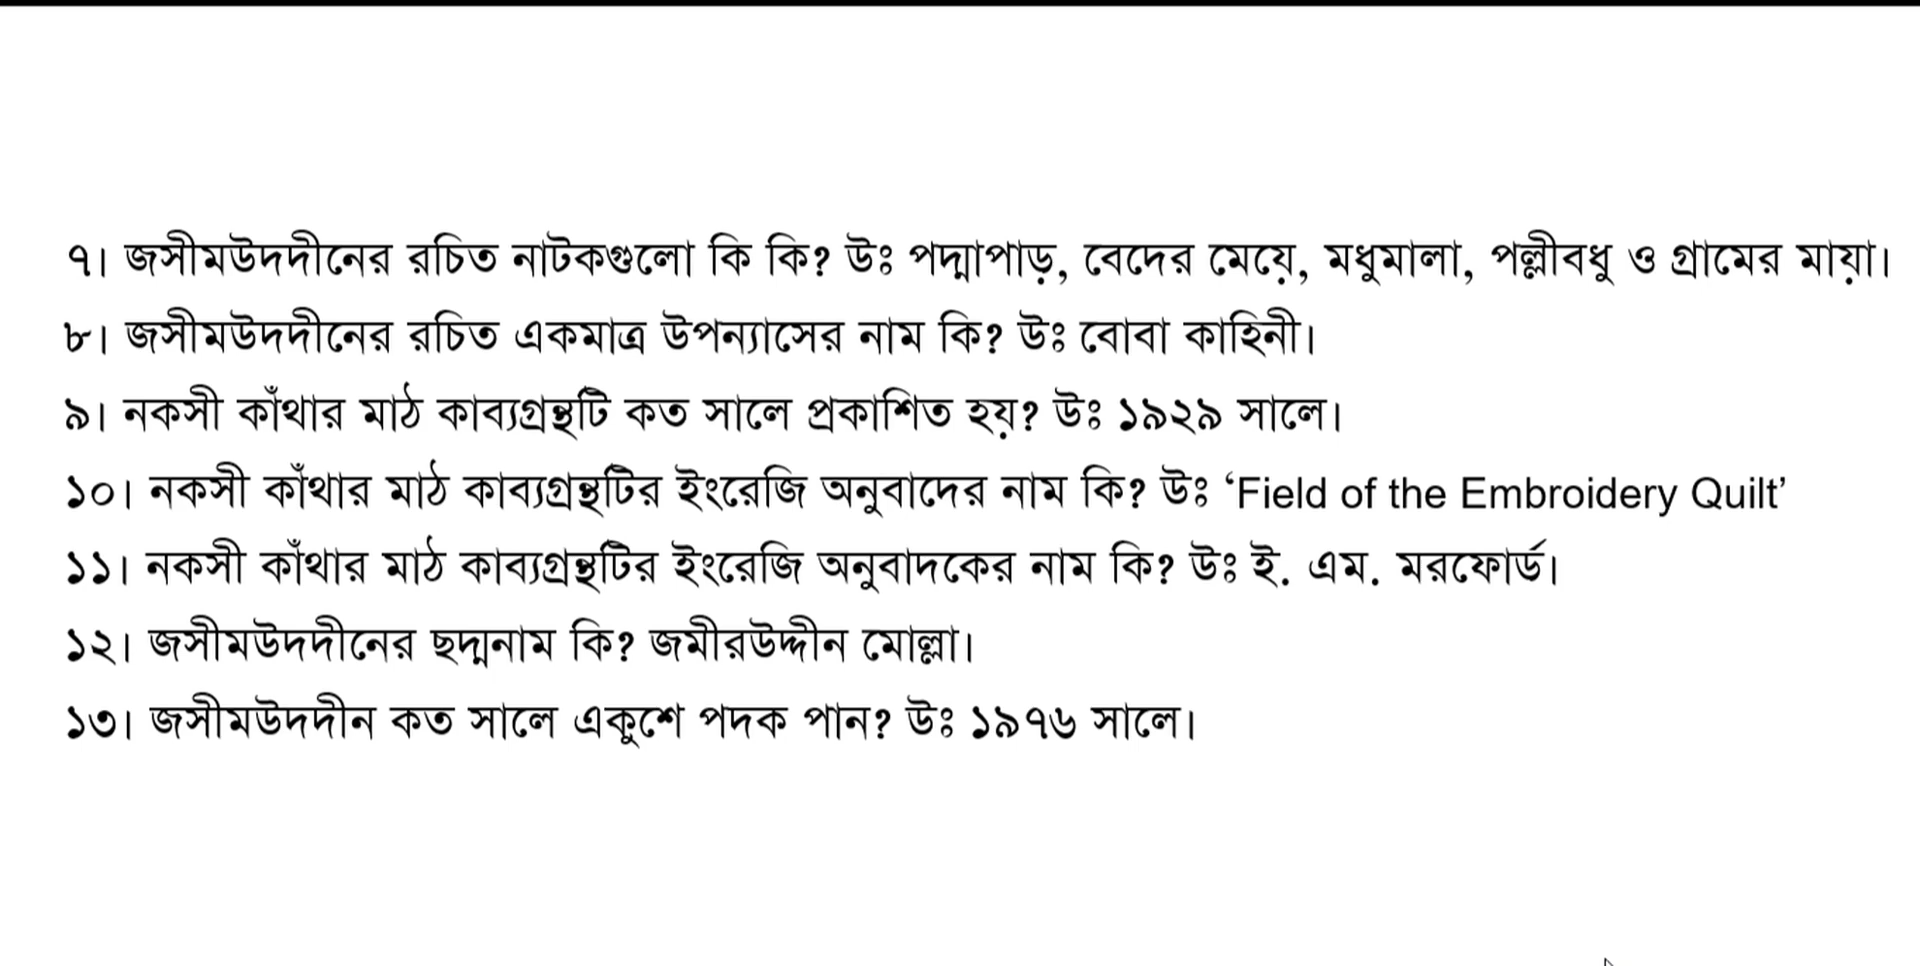 ৭। জসীমউদদীনের রচিত নাটকগুলো কি কি? উঃ পদ্মাপাড়, বেদের মেয়ে, মধুমালা, পল্লীবধু ও গ্রামের মায়া।
৮। জসীমউদদীনের রচিত একমাত্র উপন্যাসের নাম কি? উঃ বোবা কাহিনী।
৯। নকসী কাঁথার মাঠ কাব্যগ্রন্থটি কত সালে প্রকাশিত হয়? উঃ ১৯২৯ সালে।
১০। নকসী কাঁথার মাঠ কাব্যগ্রন্থটির ইংরেজি অনুবাদের নাম কি? উঃ ‘Field of the Embroidery Quilt’
১১। নকসী কাঁথার মাঠ কাব্যগ্রন্থটির ইংরেজি অনুবাদকের নাম কি? উঃ ই. এম. মরফোর্ড।
১২। জসীমউদদীনের ছদ্মনাম কি? জমীরউদ্দীন মোল্লা।
১৩। জসীমউদদীন কত সালে একুশে পদক পান? উঃ ১৯৭৬ সালে।